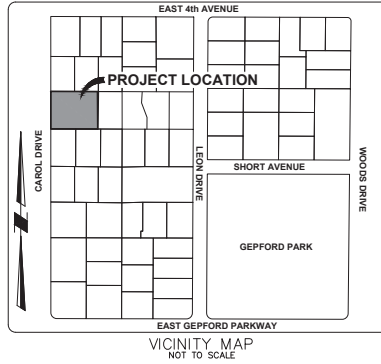 EAST 4th AVENUE
PROJECT LOCATION
CAROL DRIVE
LEON DRIVE
WOODS DRIVE
SHORT AVENUE
GEPFORD PARK
EAST GEPFORD PARKWAY
VICINITY MAP
NOT TO SCALE